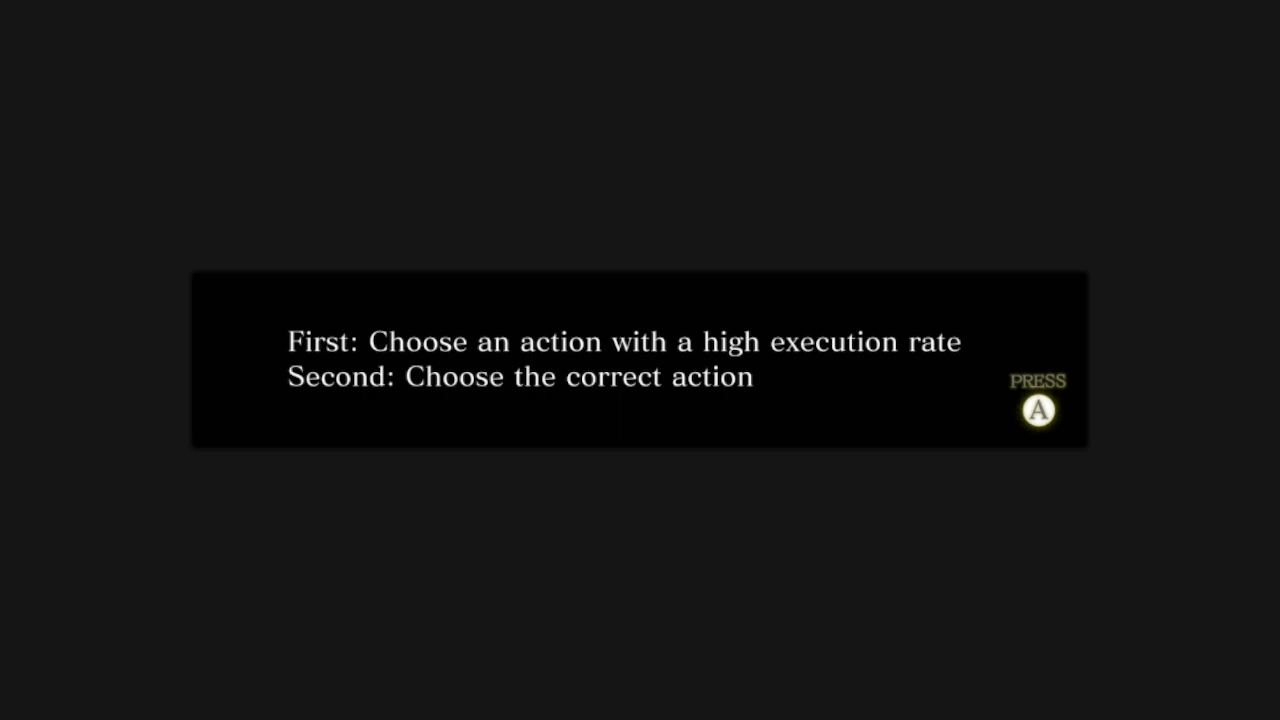 First: Choose an action with a high execution rate
Second: Choose the correct action
PRESS
A